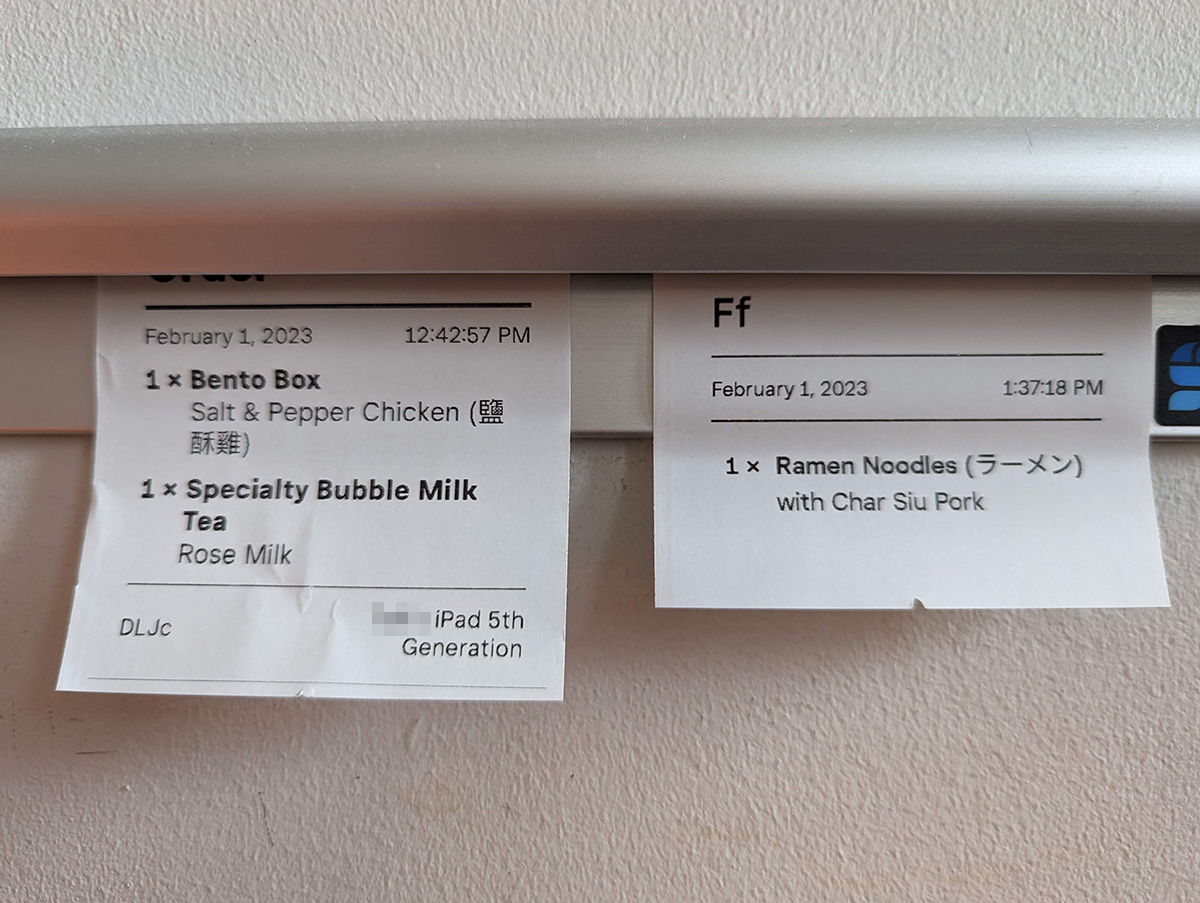 Order
February 1, 2023 12:42:57 PM
1 × Bento Box
Salt & Pepper Chicken (鹽
酥雞)
1 × Specialty Bubble Milk
Tea
Rose Milk
DLJc
iPad 5th
Generation
Ff
February 1, 2023 1:37:18 PM
1 × Ramen Noodles (ラーメン)
with Char Siu Pork